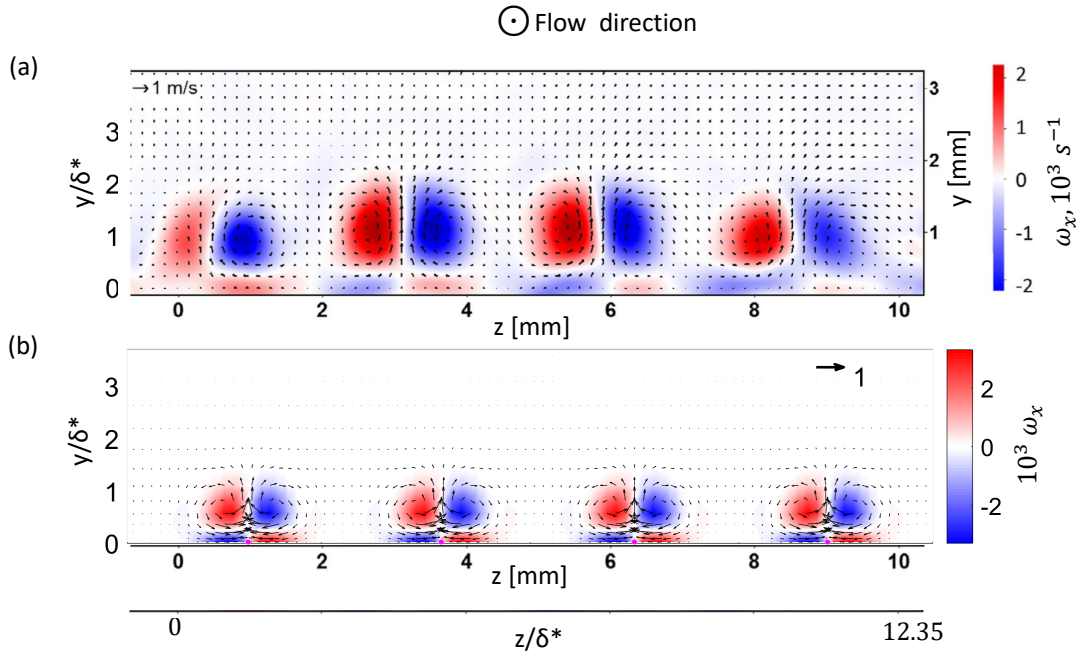 ⊙ Flow direction
(a)
→ 1 m/s
y/δ*
3
2
1
0
3
2
1
y [mm]
0 2 4 6 8 10
z [mm]
2
1
0
-1
-2
ω_x, 10³ s⁻¹
(b)
→ 1
y/δ*
3
2
1
0
0 2 4 6 8 10
z [mm]
2
0
-2
10³ ω_x
0 12.35
z/δ*